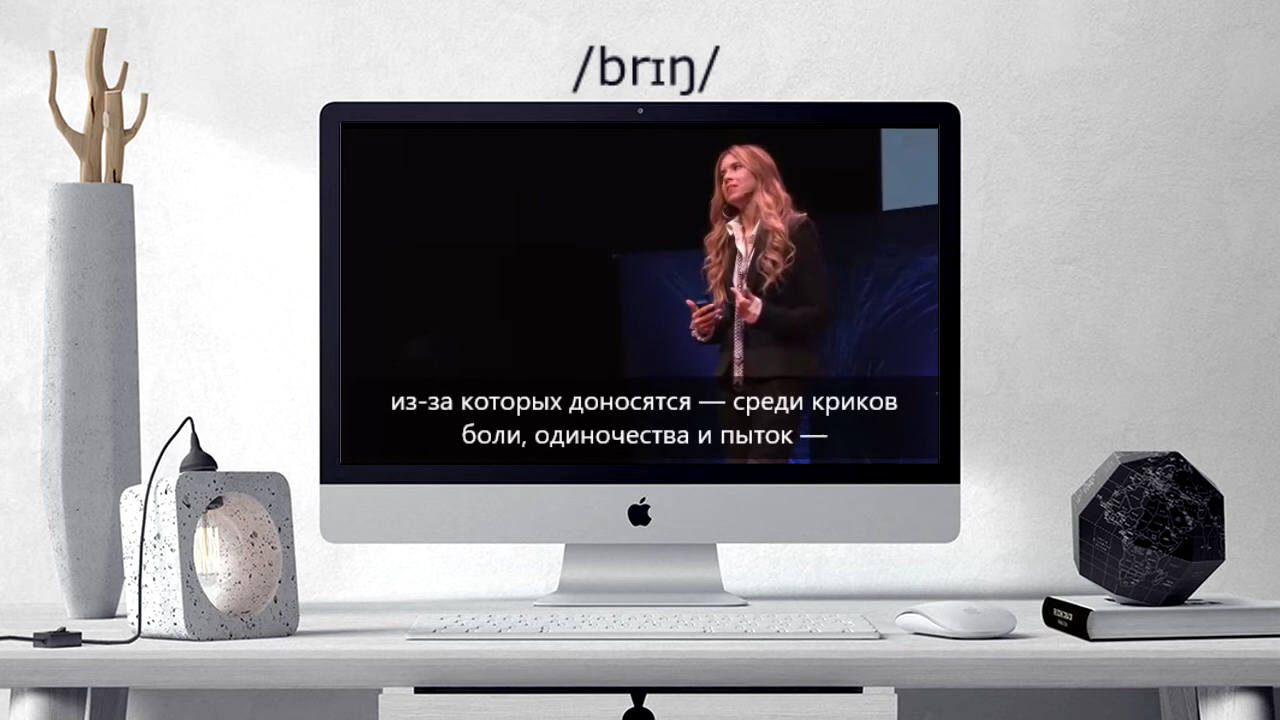 /brɪŋ/
из-за которых доносятся — среди криков
боли, одиночества и пыток —